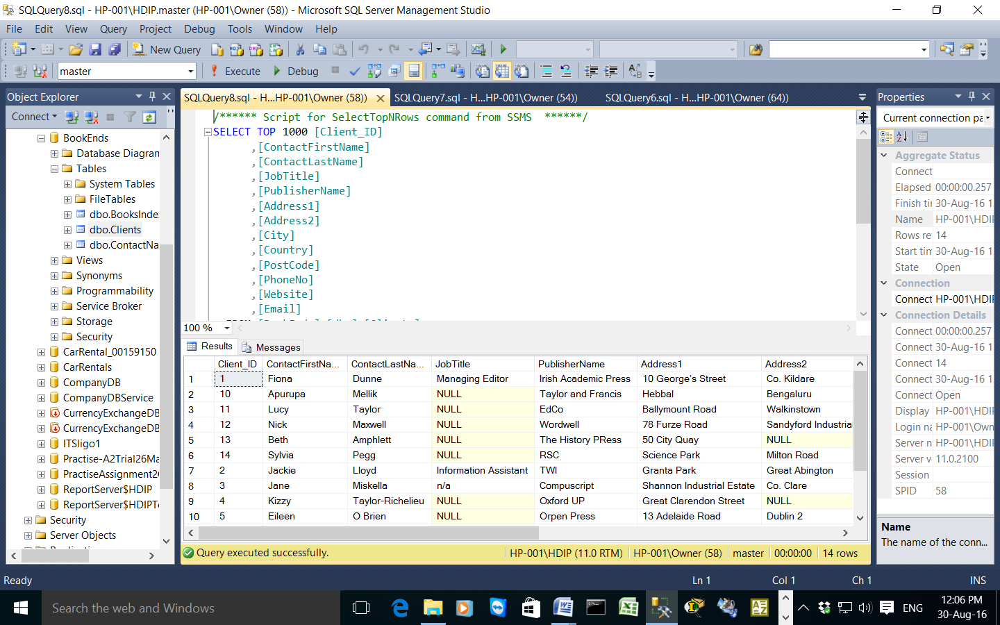 SQLQuery8.sql - HP-001\HDIP.master (HP-001\Owner (58)) - Microsoft SQL Server Management Studio
File Edit View Query Project Debug Tools Window Help
New Query
master Execute Debug
Object Explorer
Connect
BookEnds
Database Diagran
Tables
System Tables
FileTables
dbo.BooksInde
dbo.Clients
dbo.ContactNa
Views
Synonyms
Programmability
Service Broker
Storage
Security
CarRental_00159150
CarRentals
CompanyDB
CompanyDBService
CurrencyExchangeDB
CurrencyExchangeDB
ITSligo1
Practise-A2Trial26Ma
PractiseAssignment2
ReportServer$HDIP
ReportServer$HDIPT
Security
Server Objects
SQLQuery8.sql - H...HP-001\Owner (58)) SQLQuery7.sql - H...HP-001\Owner (54)) SQLQuery6.sql - H...HP-001\Owner (64))
/****** Script for SelectTopNRows command from SSMS ******/
SELECT TOP 1000 [Client_ID]
,[ContactFirstName]
,[ContactLastName]
,[JobTitle]
,[PublisherName]
,[Address1]
,[Address2]
,[City]
,[Country]
,[PostCode]
,[PhoneNo]
,[Website]
,[Email]
100 %
Results Messages
Client_ID ContactFirstNa... ContactLastNa... JobTitle PublisherName Address1 Address2
1 1 Fiona Dunne Managing Editor Irish Academic Press 10 George's Street Co. Kildare
2 10 Apurupa Mellik NULL Taylor and Francis Hebbal Bengaluru
3 11 Lucy Taylor NULL EdCo Ballymount Road Walkinstown
4 12 Nick Maxwell NULL Wordwell 78 Furze Road Sandyford Industria
5 13 Beth Amphlett NULL The History PRess 50 City Quay NULL
6 14 Sylvia Pegg NULL RSC Science Park Milton Road
7 2 Jackie Lloyd Information Assistant TWI Granta Park Great Abington
8 3 Jane Miskella n/a Compuscript Shannon Industrial Estate Co. Clare
9 4 Kizzy Taylor-Richelieu NULL Oxford UP Great Clarendon Street NULL
10 5 Eileen O Brien NULL Orpen Press 13 Adelaide Road Dublin 2
Query executed successfully. HP-001\HDIP (11.0 RTM) HP-001\Owner (58) master 00:00:00 14 rows
Properties
Current connection pa
Aggregate Status
Connect
Elapsed 00:00:00.257
Finish ti 30-Aug-16 1
Name HP-001\HDI
Rows re 14
Start tim 30-Aug-16 1
State Open
Connection
Connect HP-001\HDI
Connection Details
Connect 00:00:00.257
Connect 30-Aug-16 1
Connect 14
Connect 30-Aug-16 1
Connect Open
Display HP-001\HDI
Login na HP-001\Own
Server n HP-001\HDI
Server v 11.0.2100
Session
SPID 58
Name
The name of the conn...
Ready Ln 1 Col 1 Ch 1 INS
Search the web and Windows
ENG
12:06 PM
30-Aug-16